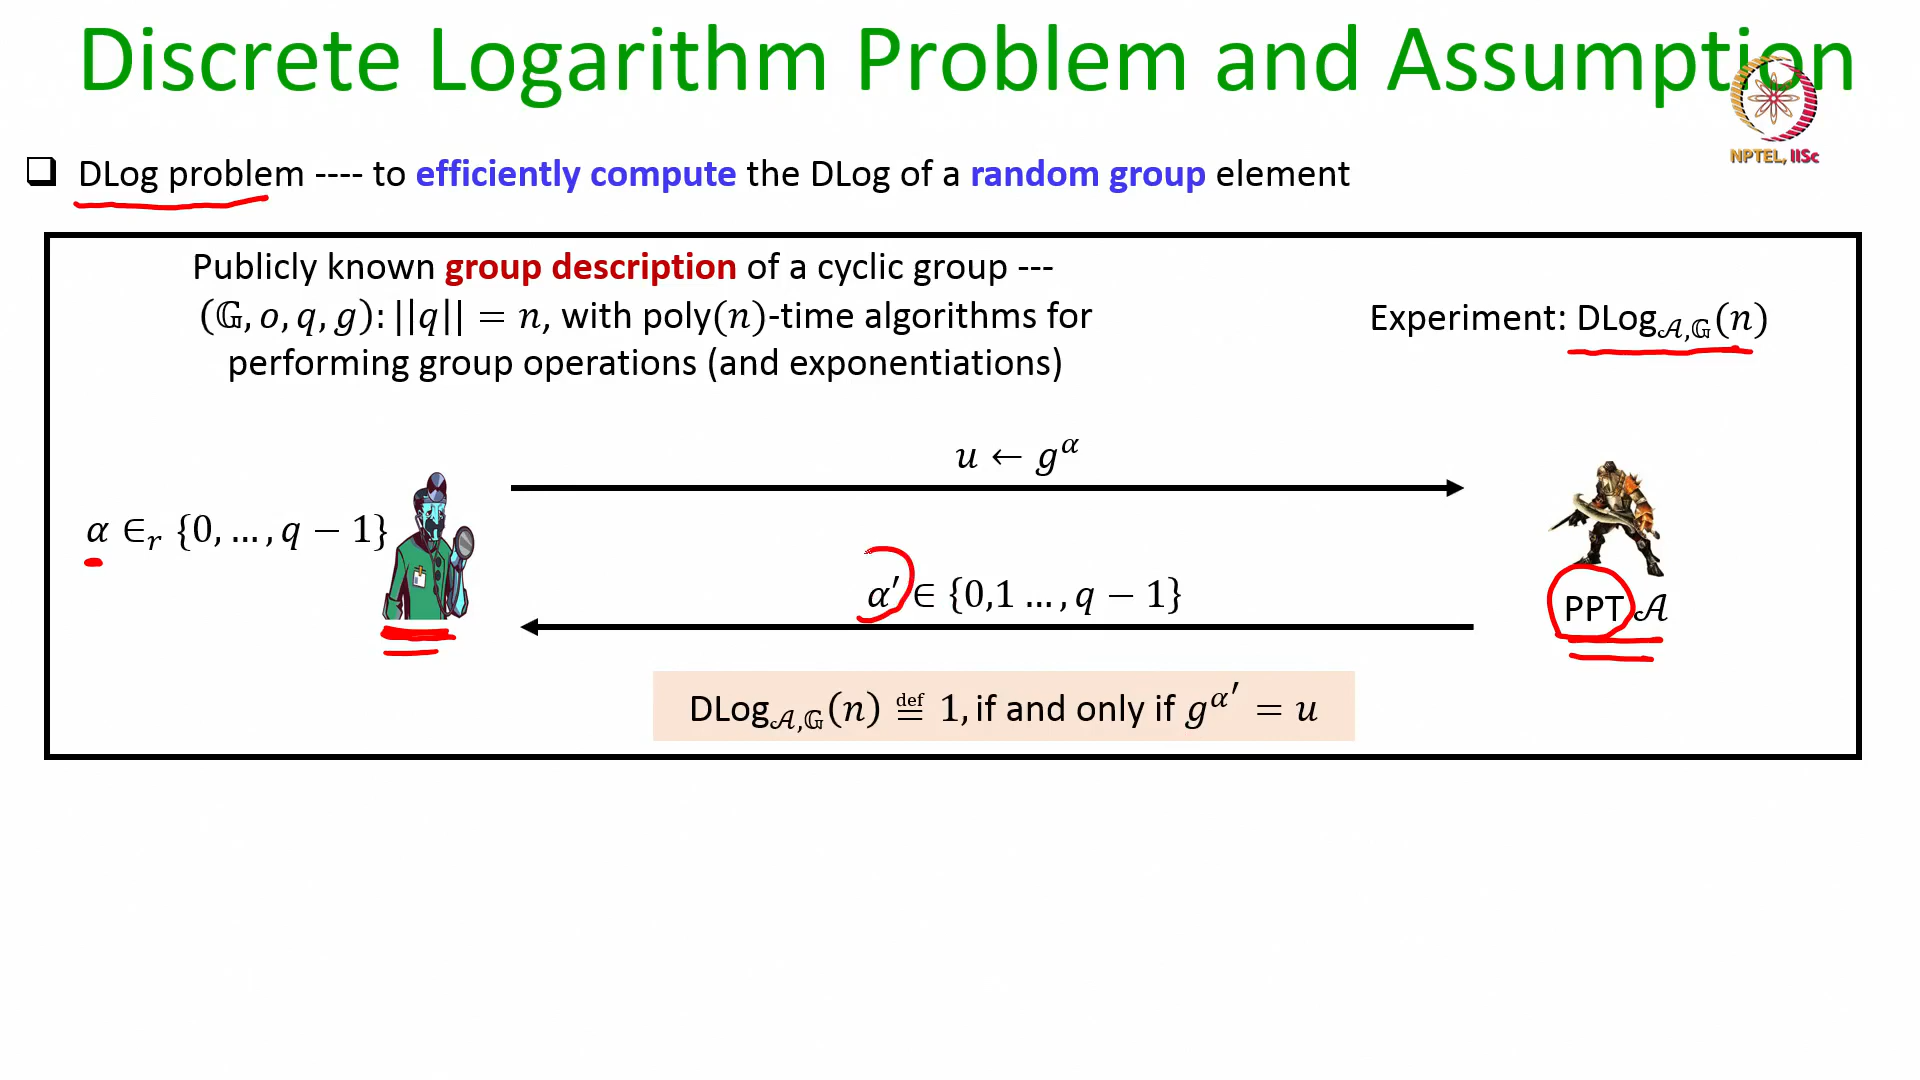 Discrete Logarithm Problem and Assumption
NPTEL, IISc
❑ DLog problem ---- to efficiently compute the DLog of a random group element
Publicly known group description of a cyclic group ---
(𝔾, o, q, g): ||q|| = n, with poly(n)-time algorithms for
performing group operations (and exponentiations)
Experiment: DLog𝒜,𝔾(n)
u ← g^α
α ∈r {0, ..., q − 1}
α′ ∈ {0,1 ..., q − 1}
PPT 𝒜
DLog𝒜,𝔾(n) ≝ 1, if and only if g^α′ = u